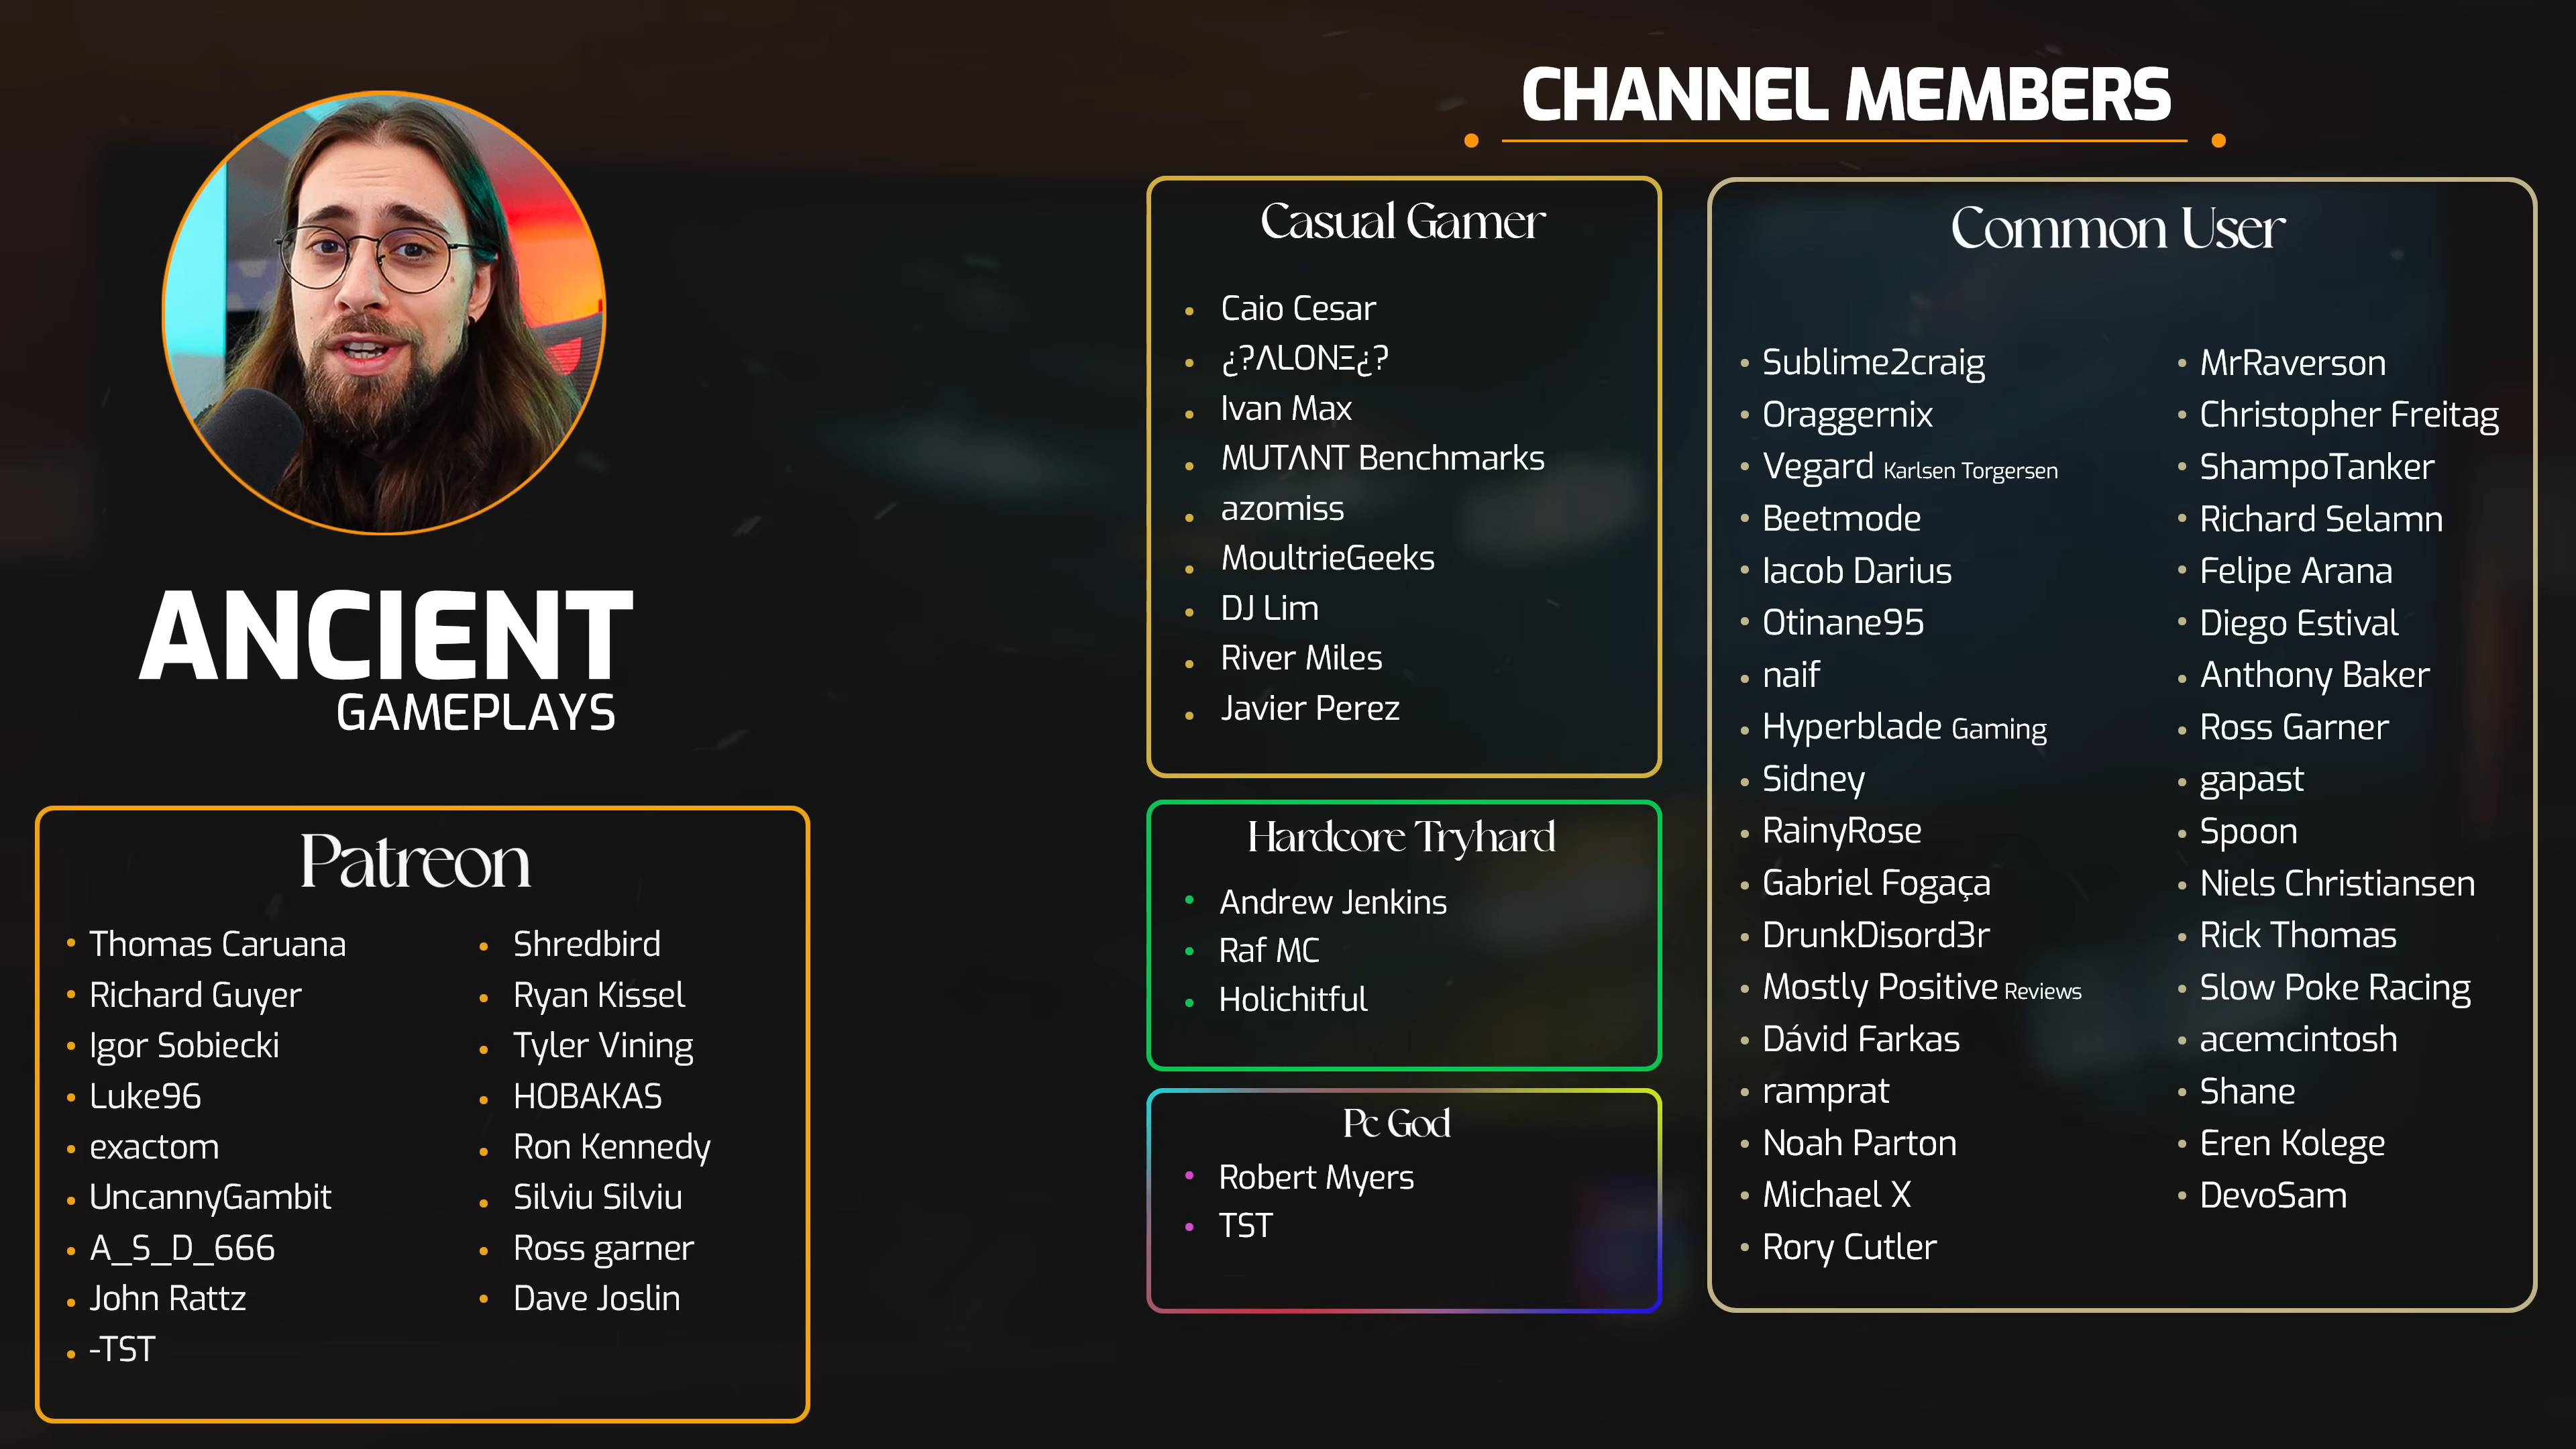 ANCIENT
GAMEPLAYS
Patreon
Thomas Caruana
Richard Guyer
Igor Sobiecki
Luke96
exactom
UncannyGambit
A_S_D_666
John Rattz
-TST
Shredbird
Ryan Kissel
Tyler Vining
HOBAKAS
Ron Kennedy
Silviu Silviu
Ross garner
Dave Joslin
CHANNEL MEMBERS
Casual Gamer
Caio Cesar
¿?ΛLONΞ¿?
Ivan Max
MUTΛNT Benchmarks
azomiss
MoultrieGeeks
DJ Lim
River Miles
Javier Perez
Hardcore Tryhard
Andrew Jenkins
Raf MC
Holichitful
Pc God
Robert Myers
TST
Common User
Sublime2craig
Oraggernix
Vegard Karlsen Torgersen
Beetmode
Iacob Darius
Otinane95
naif
Hyperblade Gaming
Sidney
RainyRose
Gabriel Fogaça
DrunkDisord3r
Mostly Positive Reviews
Dávid Farkas
ramprat
Noah Parton
Michael X
Rory Cutler
MrRaverson
Christopher Freitag
ShampoTanker
Richard Selamn
Felipe Arana
Diego Estival
Anthony Baker
Ross Garner
gapast
Spoon
Niels Christiansen
Rick Thomas
Slow Poke Racing
acemcintosh
Shane
Eren Kolege
DevoSam